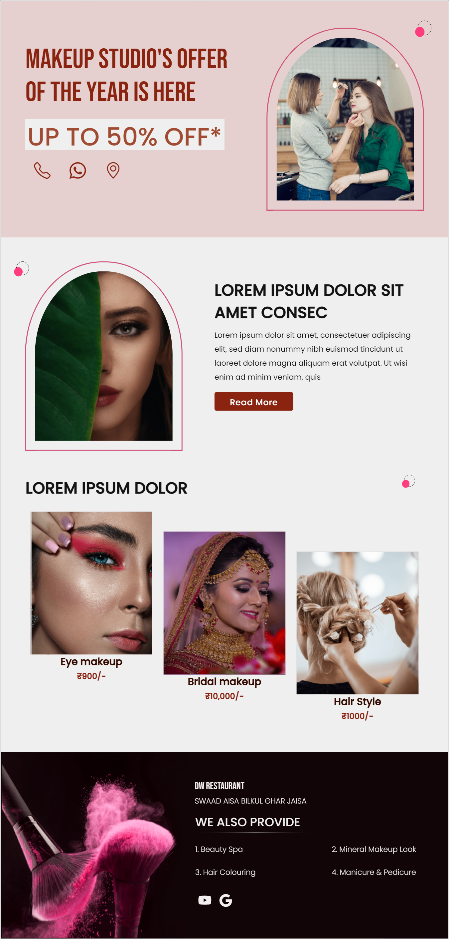 MAKEUP STUDIO'S OFFER
OF THE YEAR IS HERE
UP TO 50% OFF*
LOREM IPSUM DOLOR SIT
AMET CONSEC
Lorem ipsum dolor sit amet, consectetuer adipiscing
elit, sed diam nonummy nibh euismod tincidunt ut
laoreet dolore magna aliquam erat volutpat. Ut wisi
enim ad minim veniam, quis
Read More
LOREM IPSUM DOLOR
Eye makeup
₹900/-
Bridal makeup
₹10,000/-
Hair Style
₹1000/-
DW RESTAURANT
SWAAD AISA BILKUL GHAR JAISA
WE ALSO PROVIDE
1. Beauty Spa
2. Mineral Makeup Look
3. Hair Colouring
4. Manicure & Pedicure